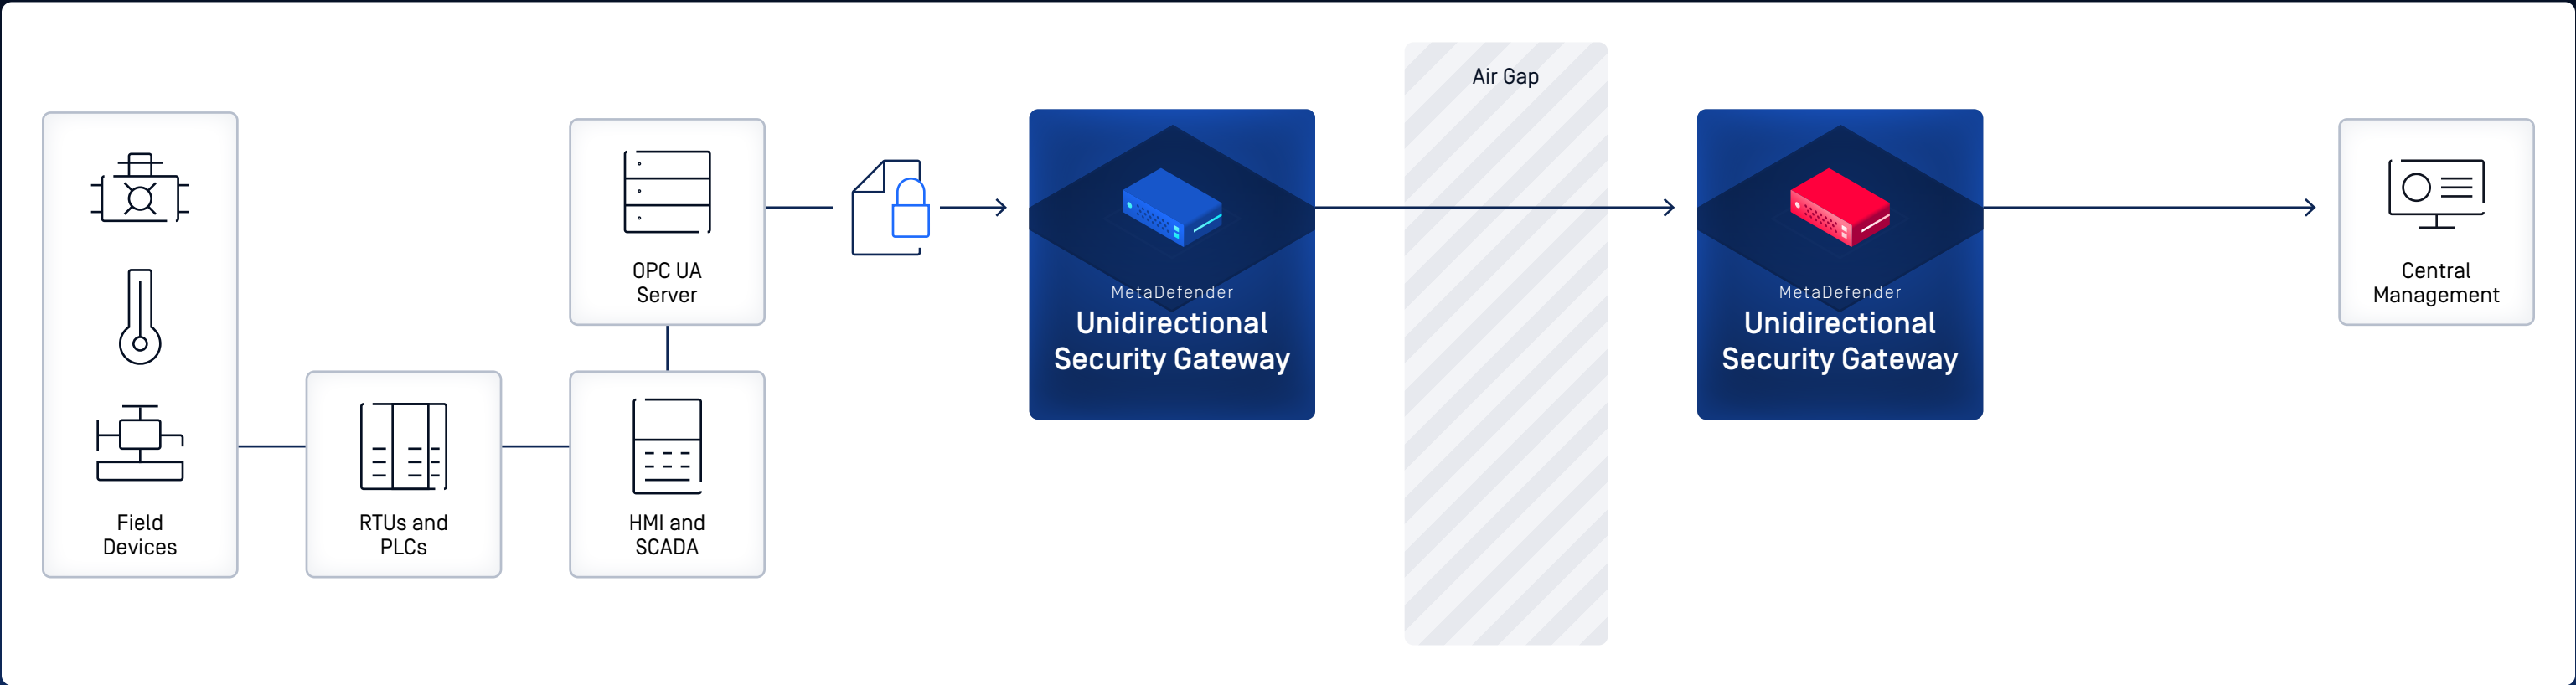 Field
Devices
RTUs and
PLCs
HMI and
SCADA
OPC UA
Server
MetaDefender
Unidirectional
Security Gateway
Air Gap
MetaDefender
Unidirectional
Security Gateway
Central
Management